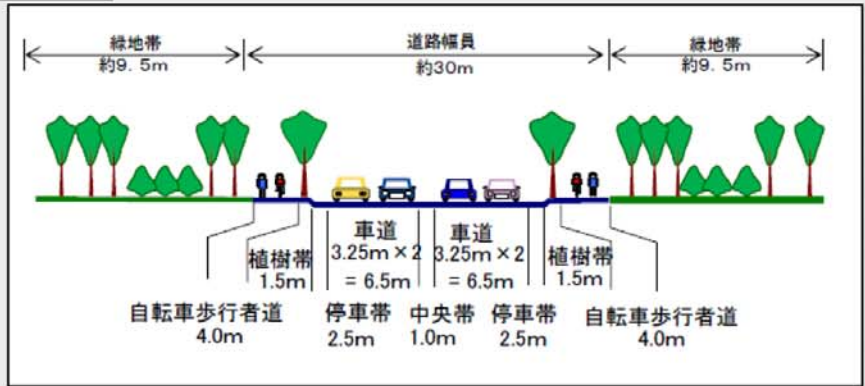 緑地帯
約9.5m
道路幅員
約30m
緑地帯
約9.5m
車道
3.25m×2
= 6.5m
車道
3.25m×2
= 6.5m
植樹帯
1.5m
植樹帯
1.5m
自転車歩行者道
4.0m
停車帯
2.5m
中央帯
1.0m
停車帯
2.5m
自転車歩行者道
4.0m